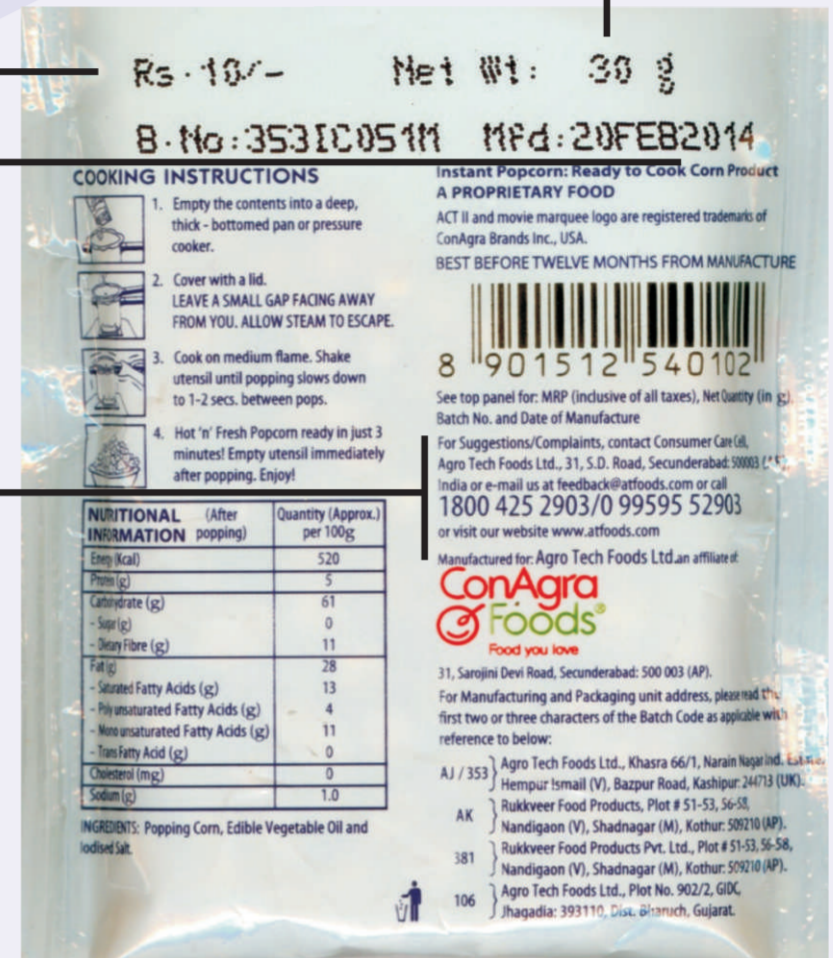 Rs.10/- Net Wt: 30 g
B.No:353IC051M Mfd:20FEB2014
COOKING INSTRUCTIONS
1. Empty the contents into a deep,
thick - bottomed pan or pressure
cooker.
2. Cover with a lid.
LEAVE A SMALL GAP FACING AWAY
FROM YOU. ALLOW STEAM TO ESCAPE.
3. Cook on medium flame. Shake
utensil until popping slows down
to 1-2 secs. between pops.
4. Hot 'n' Fresh Popcorn ready in just 3
minutes! Empty utensil immediately
after popping. Enjoy!
NURITIONAL (After Quantity (Approx.)
INFORMATION popping) per 100g
Energy (Kcal) 520
Protein (g) 5
Carbohydrate (g) 61
- Sugar (g) 0
- Dietary Fibre (g) 11
Fat (g) 28
- Saturated Fatty Acids (g) 13
- Poly unsaturated Fatty Acids (g) 4
- Mono unsaturated Fatty Acids (g) 11
- Trans Fatty Acid (g) 0
Cholesterol (mg) 0
Sodium (g) 1.0
INGREDIENTS: Popping Corn, Edible Vegetable Oil and
Iodised Salt.
Instant Popcorn: Ready to Cook Corn Product
A PROPRIETARY FOOD
ACT II and movie marquee logo are registered trademarks of
ConAgra Brands Inc., USA.
BEST BEFORE TWELVE MONTHS FROM MANUFACTURE
8 901512 540102
See top panel for: MRP (inclusive of all taxes), Net Quantity (in g),
Batch No. and Date of Manufacture
For Suggestions/Complaints, contact Consumer Care Cell,
Agro Tech Foods Ltd., 31, S.D. Road, Secunderabad: 500003
India or e-mail us at feedback@atfoods.com or call
1800 425 2903/0 99595 52903
or visit our website www.atfoods.com
Manufactured for: Agro Tech Foods Ltd.an affiliate of:
ConAgra
Foods®
Food you love
31, Sarojini Devi Road, Secunderabad: 500 003 (AP).
For Manufacturing and Packaging unit address, please read the
first two or three characters of the Batch Code as applicable with
reference to below:
AJ / 353 } Agro Tech Foods Ltd., Khasra 66/1, Narain Nagar Ind.
Hempur Ismail (V), Bazpur Road, Kashipur: 244713 (UK).
AK } Rukkveer Food Products, Plot # 51-53, 56-58,
Nandigaon (V), Shadnagar (M), Kothur: 509210 (AP).
381 } Rukkveer Food Products Pvt. Ltd., Plot # 51-53, 56-58,
Nandigaon (V), Shadnagar (M), Kothur: 509210 (AP).
106 } Agro Tech Foods Ltd., Plot No. 902/2, GIDC,
Jhagadia: 393110, Dist. Bharuch, Gujarat.